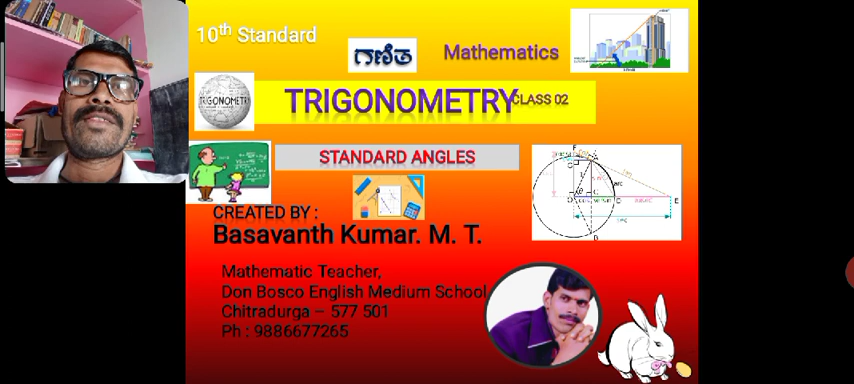 10th Standard
ಗಣಿತ
Mathematics
TRIGONOMETRY
TRIGONOMETRY
CLASS 02
STANDARD ANGLES
CREATED BY :
Basavanth Kumar. M. T.
Mathematic Teacher,
Don Bosco English Medium School,
Chitradurga – 577 501
Ph : 9886677265